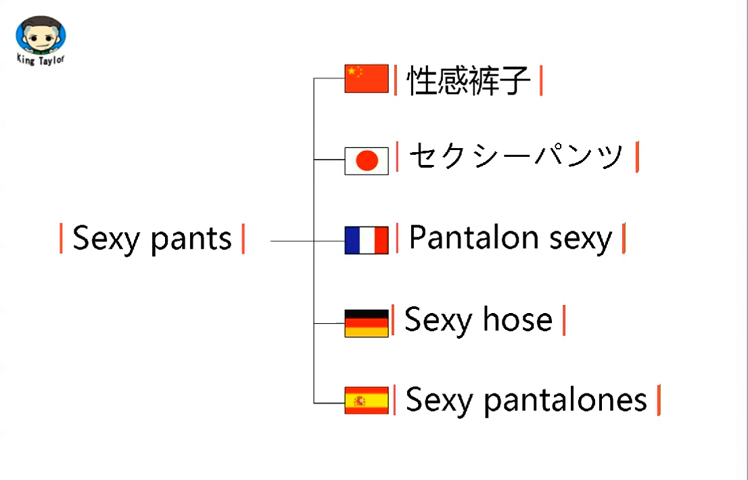 King Taylor
性感裤子
セクシーパンツ
Sexy pants
Pantalon sexy
Sexy hose
Sexy pantalones